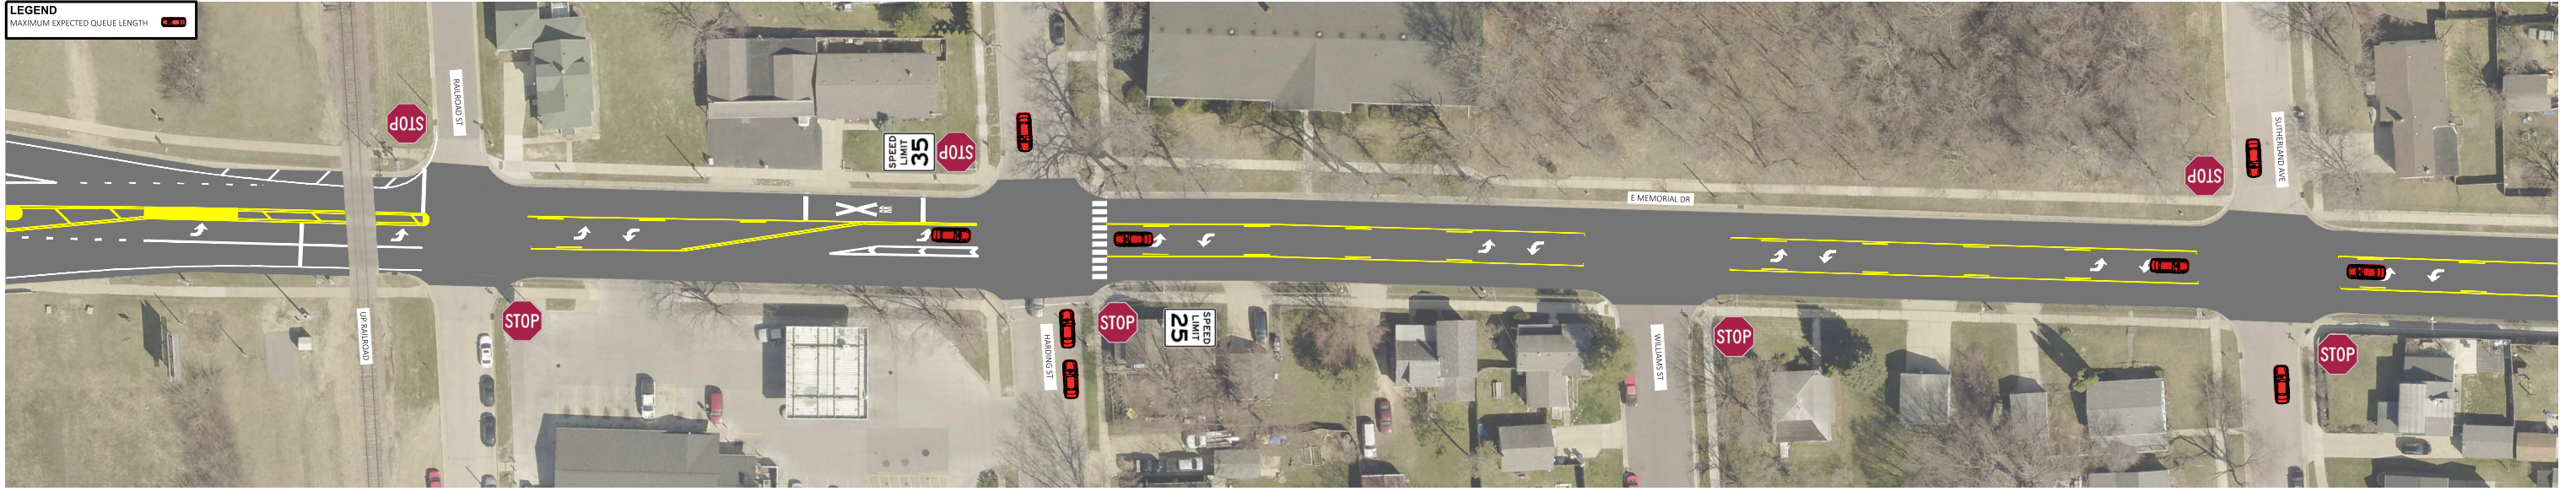 LEGEND
MAXIMUM EXPECTED QUEUE LENGTH
STOP
RAILROAD ST
UP RAILROAD
STOP
SPEED
LIMIT
35
STOP
HARDING ST
STOP
SPEED
LIMIT
25
E MEMORIAL DR
WILLIAMS ST
STOP
STOP
SUTHERLAND AVE
STOP